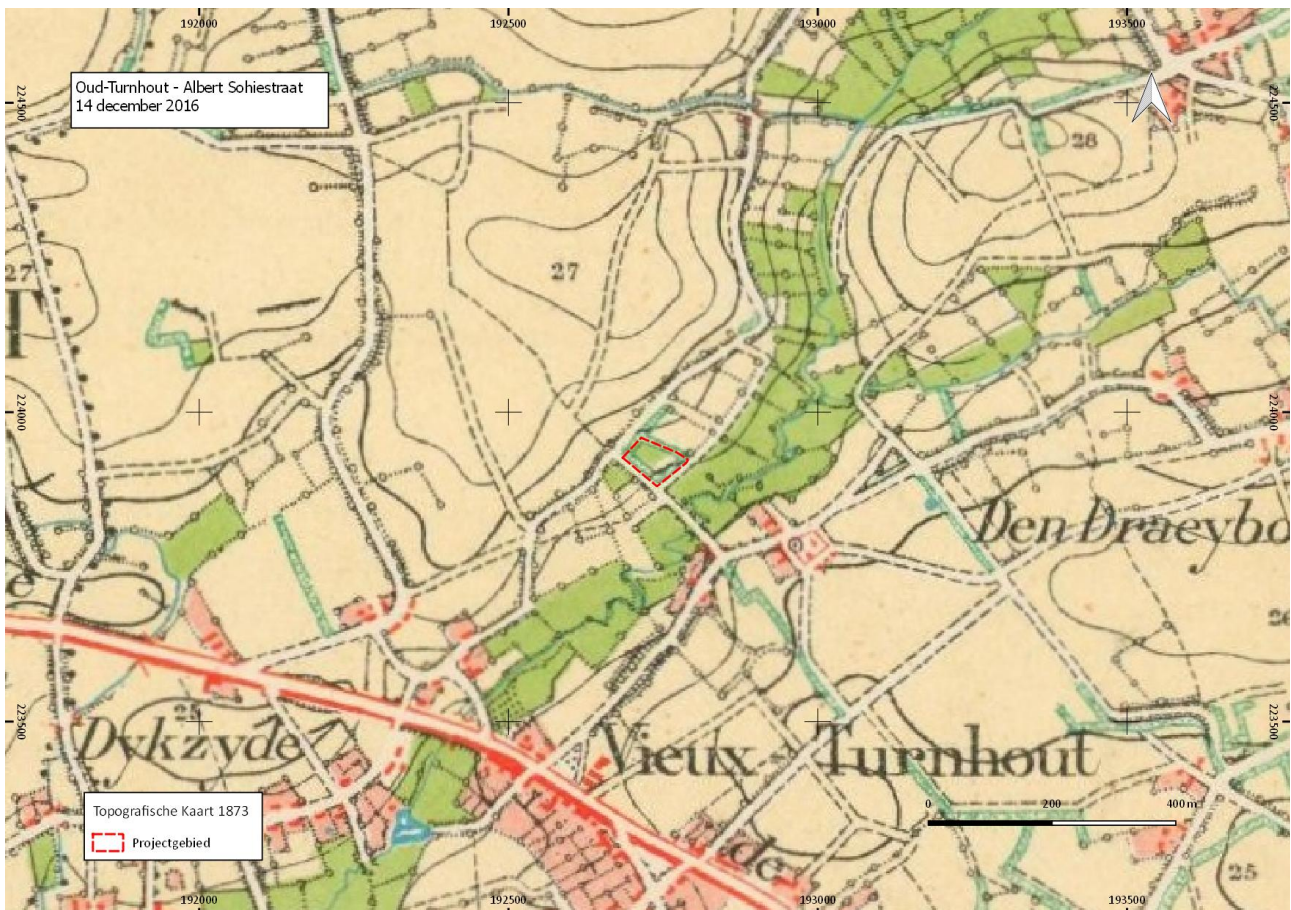 192000
192500
193000
193500
Oud-Turnhout - Albert Sohiestraat
14 december 2016
224500
224500
28
27
27
224000
224000
Den Draeybo
26
25
223500
223500
Dykzyde
Vieux - Turnhout
Topografische Kaart 1873
Projectgebied
0 200 400 m
de
25
192000
192500
193000
193500